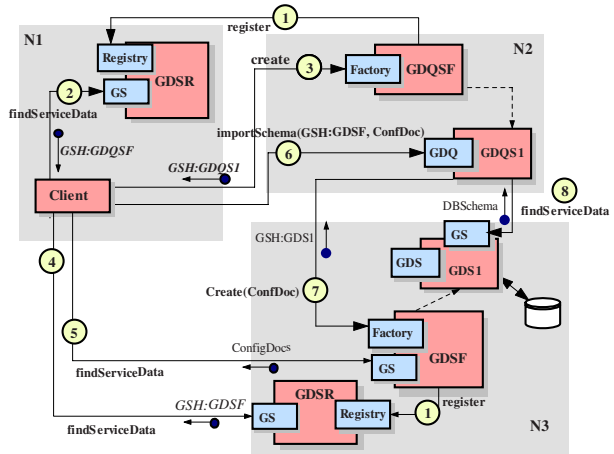 1
register
N1
N2
Registry
GDSR
2
GS
findServiceData
create
3
Factory
GDQSF
GSH:GDQSF
importSchema(GSH:GDSF, ConfDoc)
6
GDQ
GDQS1
GSH:GDQS1
Client
8
findServiceData
DBSchema
GS
GSH:GDS1
GDS
GDS1
4
Create(ConfDoc)
7
5
Factory
GDSF
ConfigDocs
findServiceData
GS
GSH:GDSF
GDSR
GS
Registry
1
register
findServiceData
N3